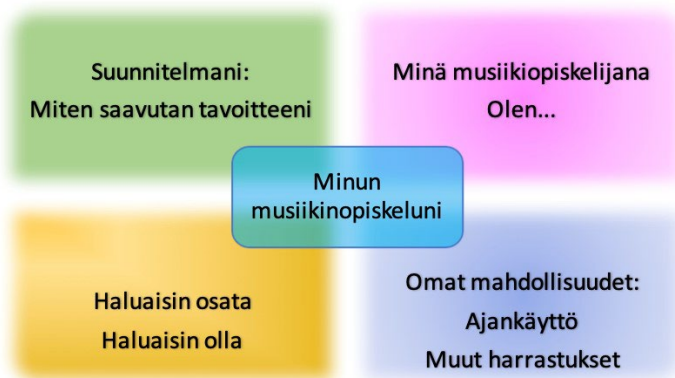 Suunnitelmani:
Miten saavutan tavoitteeni
Minä musiikiopiskelijana
Olen...
Minun
musiikinopiskeluni
Haluaisin osata
Haluaisin olla
Omat mahdollisuudet:
Ajankäyttö
Muut harrastukset